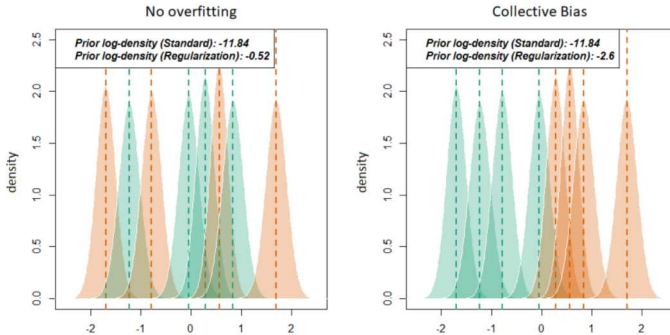 No overfitting
Prior log-density (Standard): -11.84
Prior log-density (Regularization): -0.52
density
2.5
2.0
1.5
1.0
0.5
0.0
-2
-1
0
1
2
Collective Bias
Prior log-density (Standard): -11.84
Prior log-density (Regularization): -2.6
density
2.5
2.0
1.5
1.0
0.5
0.0
-2
-1
0
1
2